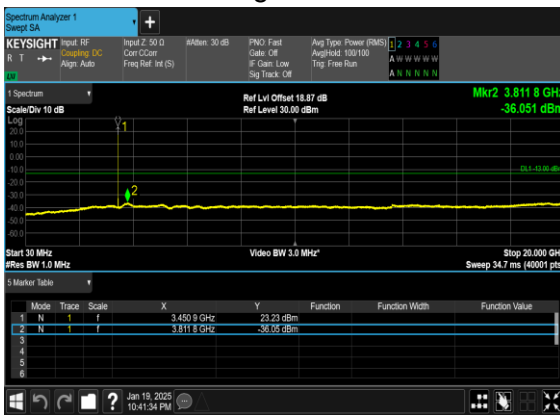 Spectrum Analyzer 1
Swept SA
KEYSIGHT Input: RF Input Z: 50 Ω #Atten: 30 dB PNO: Fast Avg Type: Power (RMS) 1 2 3 4 5 6
R T Coupling: DC Corr CCorr Gate: Off Avg|Hold: 100/100 A W W W W W
Align: Auto Freq Ref: Int (S) IF Gain: Low Trig: Free Run
Sig Track: Off A N N N N N
1 Spectrum Ref Lvl Offset 18.87 dB Mkr2 3.811 8 GHz
Scale/Div 10 dB Ref Level 30.00 dBm -36.051 dBm
Log
20.0 1
10.0
0.00
-10.0 DL1 -13.00 dBm
-20.0
-30.0 2
-40.0
-50.0
-60.0
Start 30 MHz Video BW 3.0 MHz* Stop 20.000 GH
#Res BW 1.0 MHz Sweep 34.7 ms (40001 pts
5 Marker Table
Mode Trace Scale X Y Function Function Width Function Value
1 N 1 f 3.450 9 GHz 23.23 dBm
2 N 1 f 3.811 8 GHz -36.05 dBm
3
4
5
6
? Jan 19, 2025
10:41:34 PM